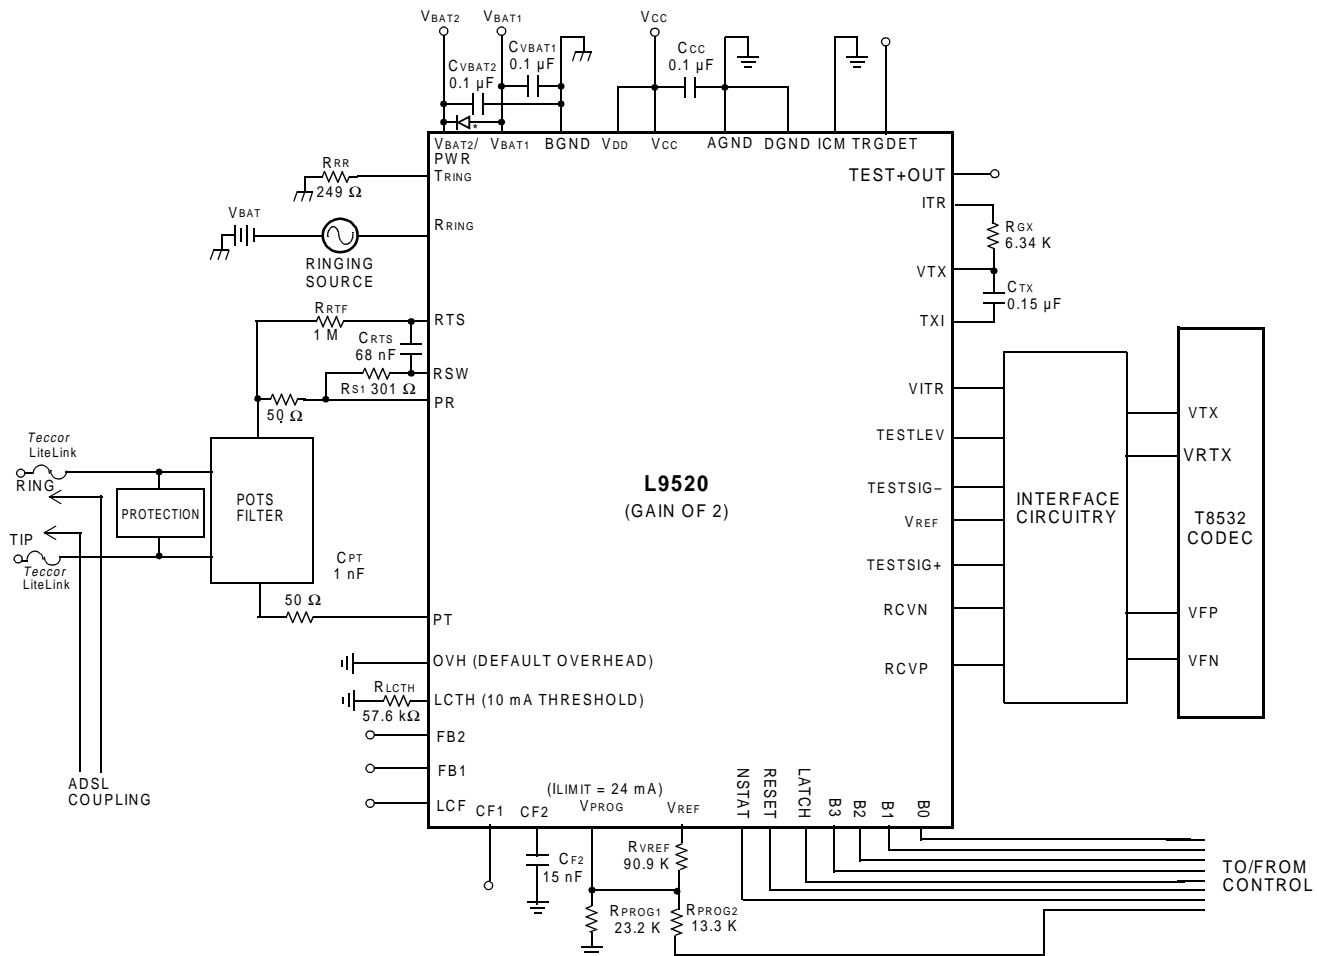 VBAT2
VBAT1
VCC
CVBAT1
0.1 µF
CVBAT2
0.1 µF
CCC
0.1 µF
*
VBAT2/
PWR
VBAT1
BGND
VDD
VCC
AGND
DGND
ICM
TRGDET
RRR
249 Ω
TRING
TEST+OUT
ITR
VBAT
RRING
RINGING
SOURCE
RGX
6.34 K
VTX
CTX
0.15 µF
TXI
RRTF
1 M
RTS
CRTS
68 nF
RSW
RS1 301 Ω
PR
50 Ω
VITR
TESTLEV
TESTSIG–
VREF
TESTSIG+
RCVN
RCVP
INTERFACE
CIRCUITRY
VTX
VRTX
T8532
CODEC
VFP
VFN
L9520
(GAIN OF 2)
Teccor
LiteLink
RING
PROTECTION
POTS
FILTER
TIP
Teccor
LiteLink
CPT
1 nF
50 Ω
PT
OVH (DEFAULT OVERHEAD)
RLCTH
57.6 kΩ
LCTH (10 mA THRESHOLD)
FB2
FB1
LCF
ADSL
COUPLING
CF1
CF2
(ILIMIT = 24 mA)
VPROG
VREF
NSTAT
RESET
LATCH
B3
B2
B1
B0
CF2
15 nF
RVREF
90.9 K
RPROG1
23.2 K
RPROG2
13.3 K
TO/FROM
CONTROL